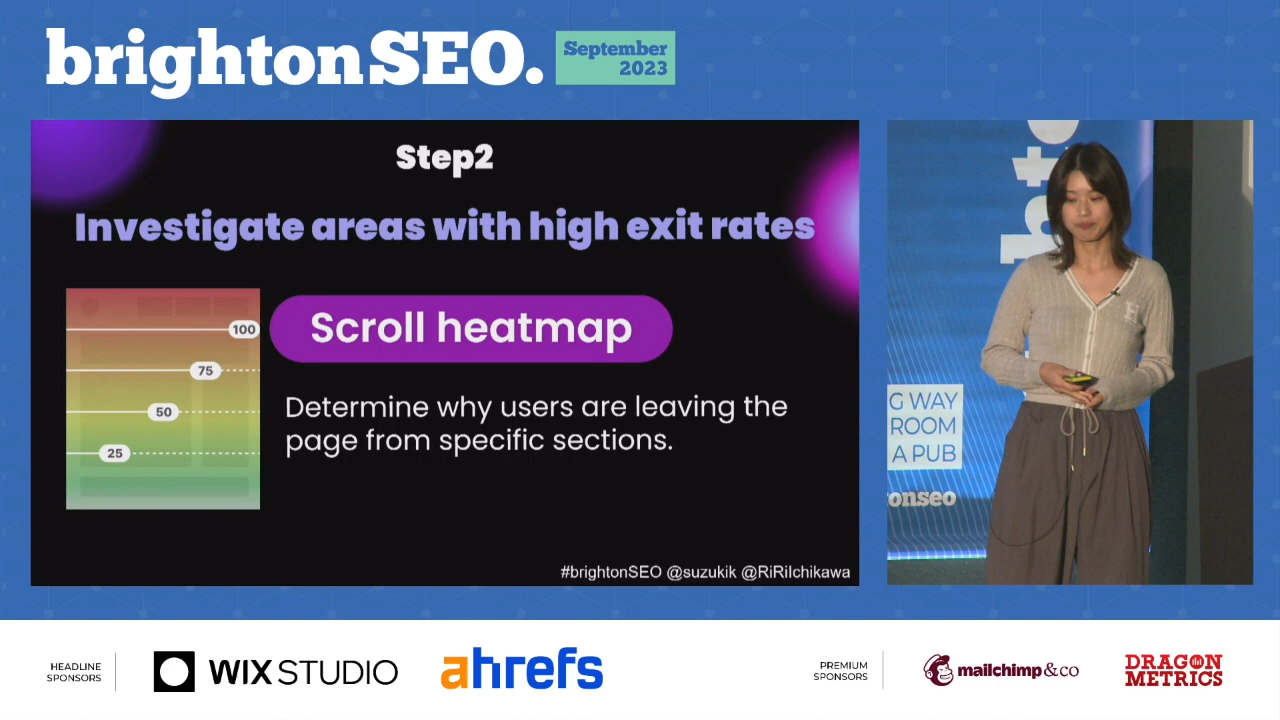 brightonSEO.
September
2023
Step2
Investigate areas with high exit rates
100
75
50
25
Scroll heatmap
Determine why users are leaving the
page from specific sections.
#brightonSEO @suzukik @RiRiIchikawa
G WAY
ROOM
A PUB
onseo
HEADLINE
SPONSORS
WIX STUDIO
ahrefs
PREMIUM
SPONSORS
mailchimp&co
DRAGON
METRICS